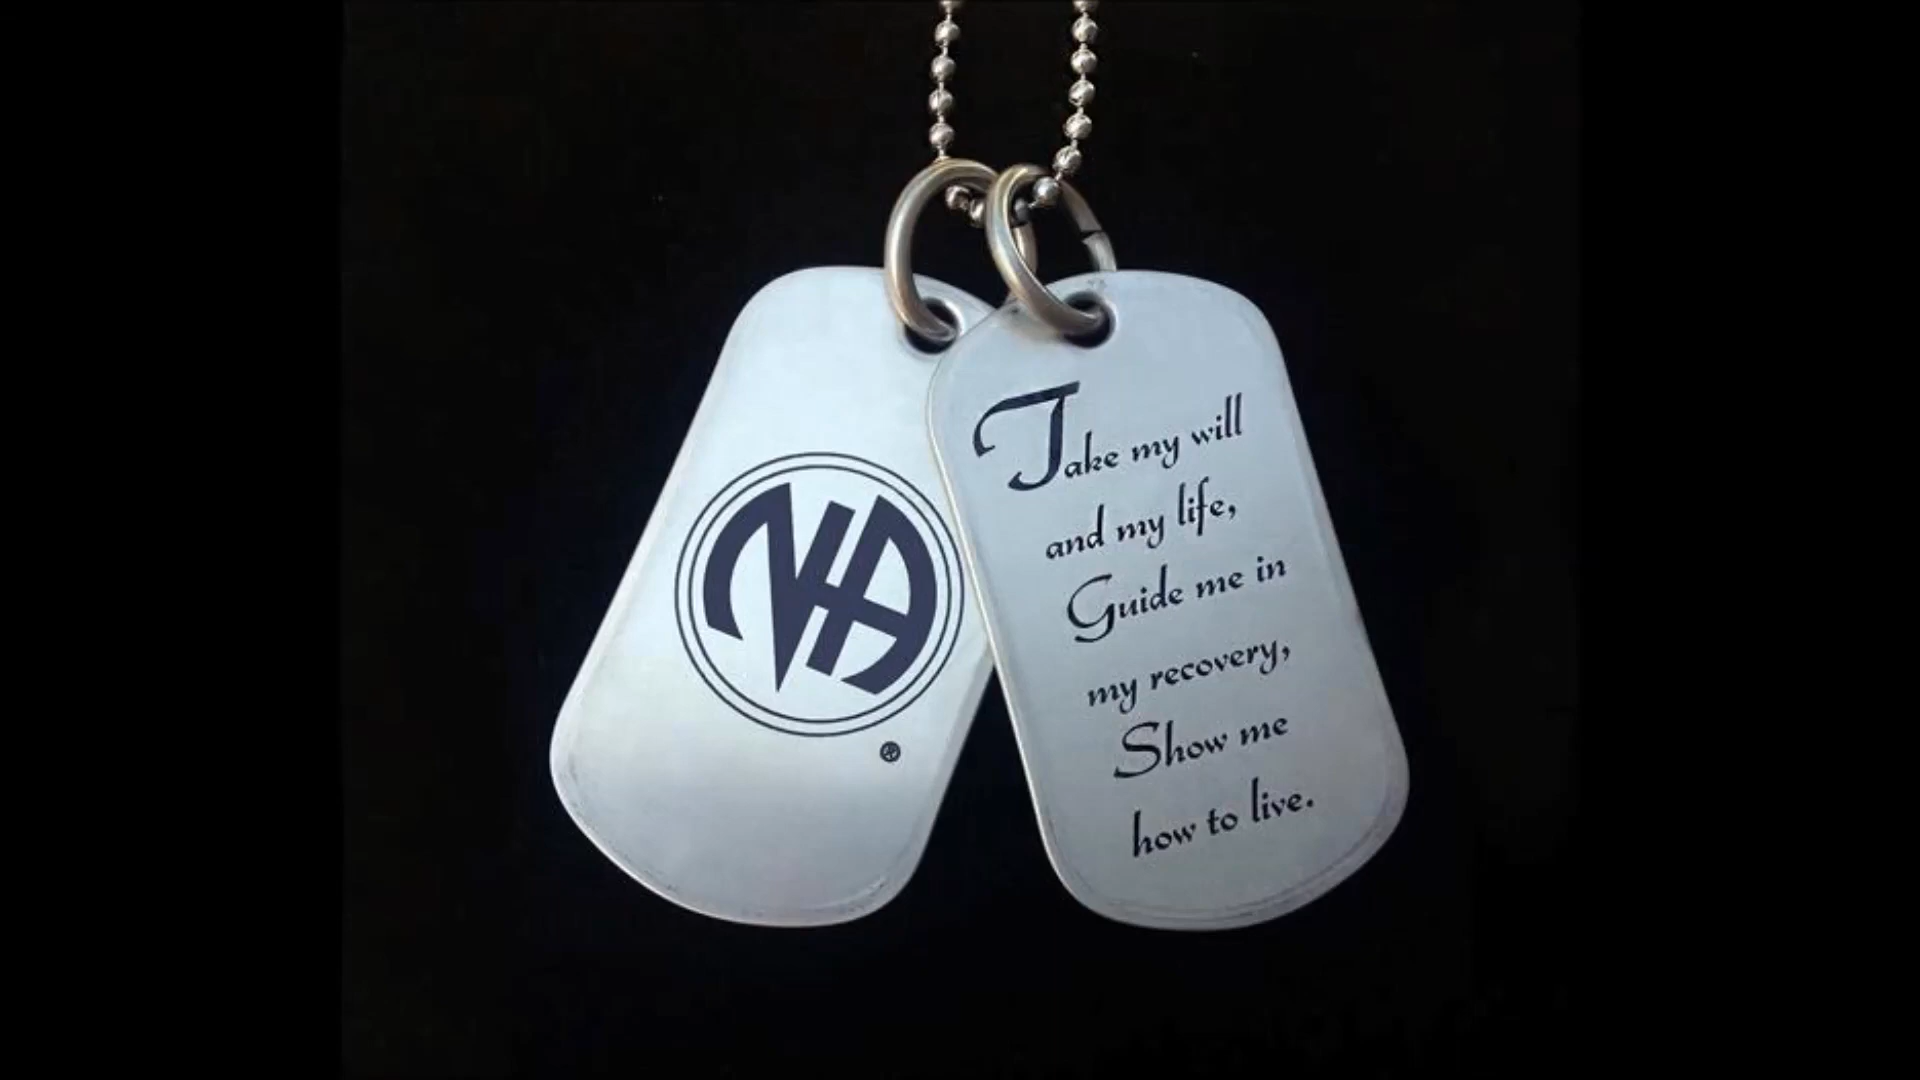 NA
®
Take my will
and my life,
Guide me in
my recovery,
Show me
how to live.